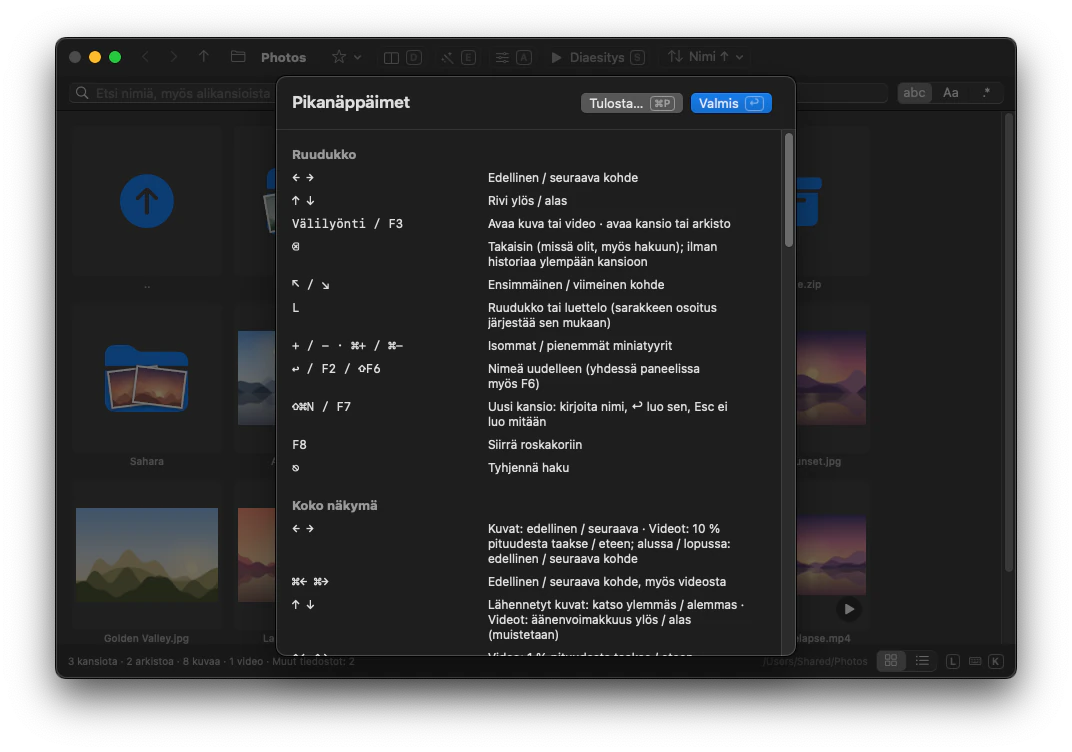 Photos
D
E
A
Diaesitys S
Nimi ↑
Etsi nimiä, myös alikansioista
abc
Aa
.*
Pikanäppäimet
Tulosta… ⌘P
Valmis ↩
Ruudukko
← → Edellinen / seuraava kohde
↑ ↓ Rivi ylös / alas
Välilyönti / F3 Avaa kuva tai video · avaa kansio tai arkisto
⌫ Takaisin (missä olit, myös hakuun); ilman
historiaa ylempään kansioon
↖ / ↘ Ensimmäinen / viimeinen kohde
L Ruudukko tai luettelo (sarakkeen osoitus
järjestää sen mukaan)
+ / − · ⌘+ / ⌘− Isommat / pienemmät miniatyyrit
↩ / F2 / ⇧F6 Nimeä uudelleen (yhdessä paneelissa
myös F6)
⇧⌘N / F7 Uusi kansio: kirjoita nimi, ↩ luo sen, Esc ei
luo mitään
F8 Siirrä roskakoriin
⎋ Tyhjennä haku
Koko näkymä
← → Kuvat: edellinen / seuraava · Videot: 10 %
pituudesta taakse / eteen; alussa / lopussa:
edellinen / seuraava kohde
⌘← ⌘→ Edellinen / seuraava kohde, myös videosta
↑ ↓ Lähennetyt kuvat: katso ylemmäs / alemmas ·
Videot: äänenvoimakkuus ylös / alas
(muistetaan)
..
e.zip
Sahara
A
unset.jpg
Golden Valley.jpg
La
elapse.mp4
3 kansiota · 2 arkistoa · 8 kuvaa · 1 video · Muut tiedostot: 2
/Users/Shared/Photos
L
K